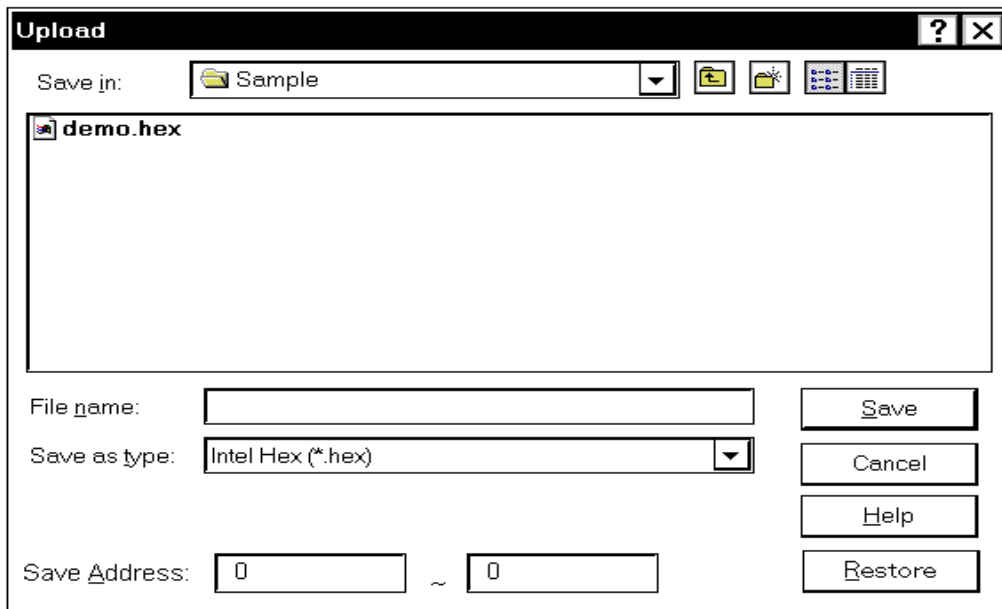 Upload
Save in: Sample
demo.hex
File name: Save
Save as type: Intel Hex (*.hex)
Cancel
Help
Save Address: 0 ~ 0 Restore